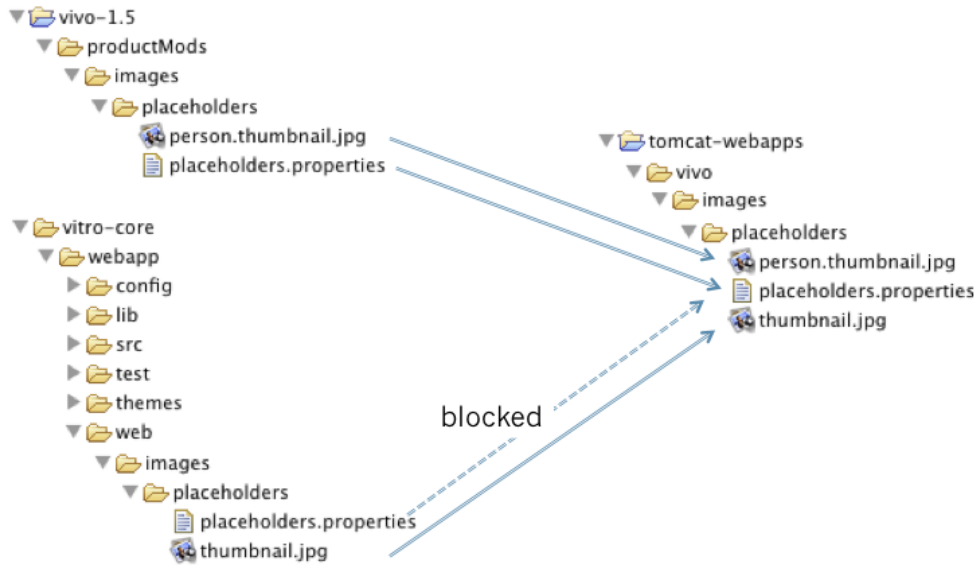 vivo-1.5
productMods
images
placeholders
person.thumbnail.jpg
placeholders.properties
vitro-core
webapp
config
lib
src
test
themes
web
images
placeholders
placeholders.properties
thumbnail.jpg
blocked
tomcat-webapps
vivo
images
placeholders
person.thumbnail.jpg
placeholders.properties
thumbnail.jpg